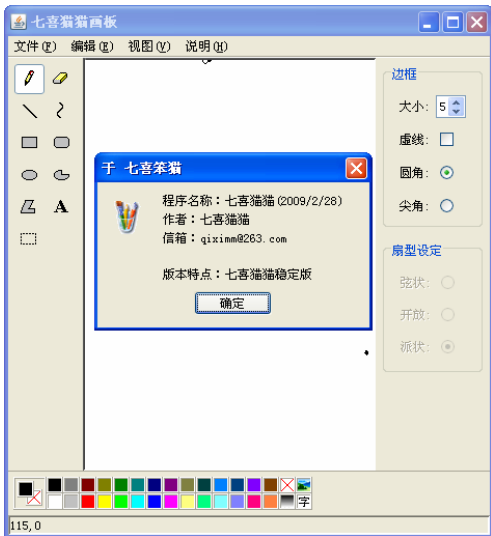 七喜猫猫画板
文件(F) 编辑(E) 视图(V) 说明(H)
边框
大小: 5
虚线:
圆角:
尖角:
扇型设定
弦状:
开放:
派状:
A
于 七喜笨猫
程序名称：七喜猫猫(2009/2/28)
作者：七喜猫猫
信箱：qiximm@263.com
版本特点：七喜猫猫稳定版
确定
字
115,0